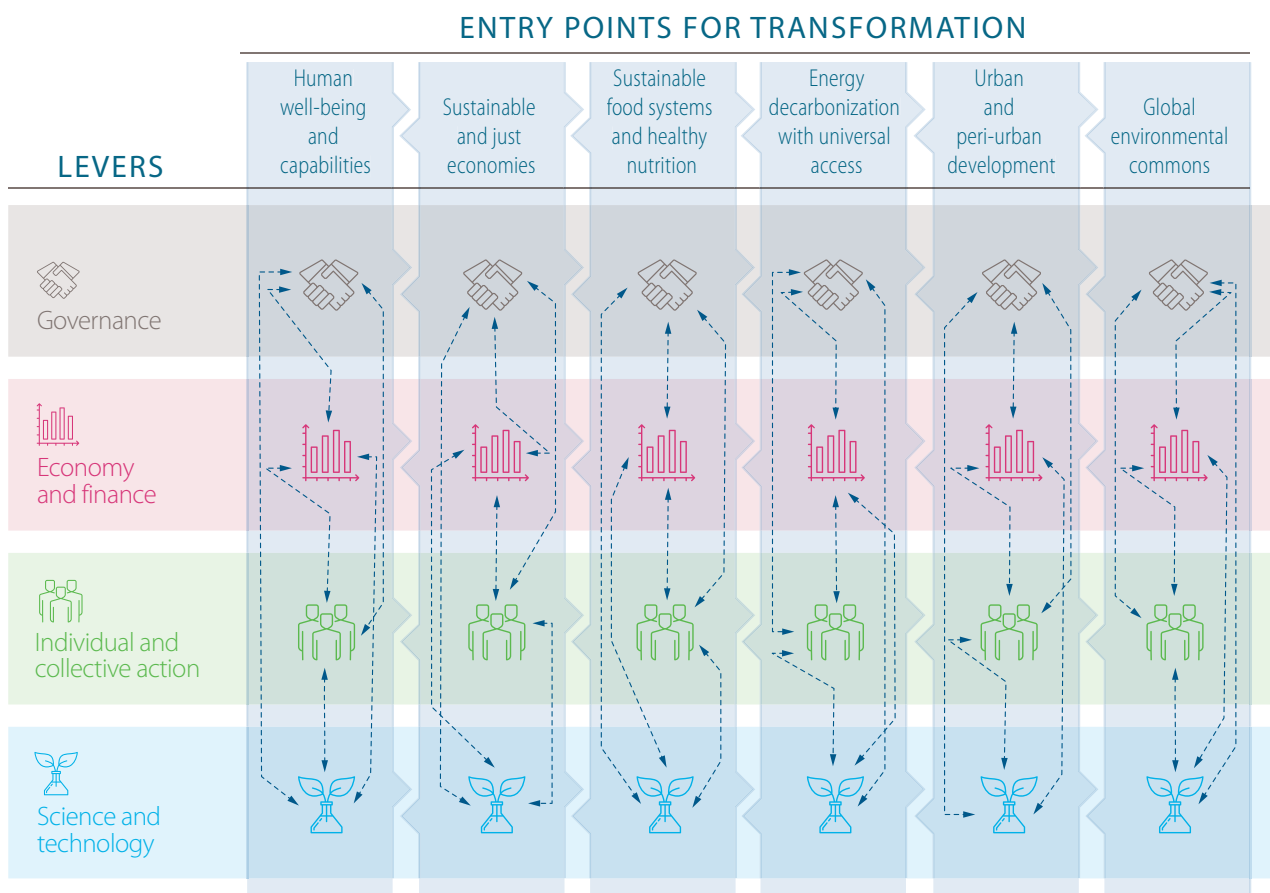 ENTRY POINTS FOR TRANSFORMATION
LEVERS
Human
well-being
and
capabilities
Sustainable
and just
economies
Sustainable
food systems
and healthy
nutrition
Energy
decarbonization
with universal
access
Urban
and
peri-urban
development
Global
environmental
commons
Governance
Economy
and finance
Individual and
collective action
Science and
technology